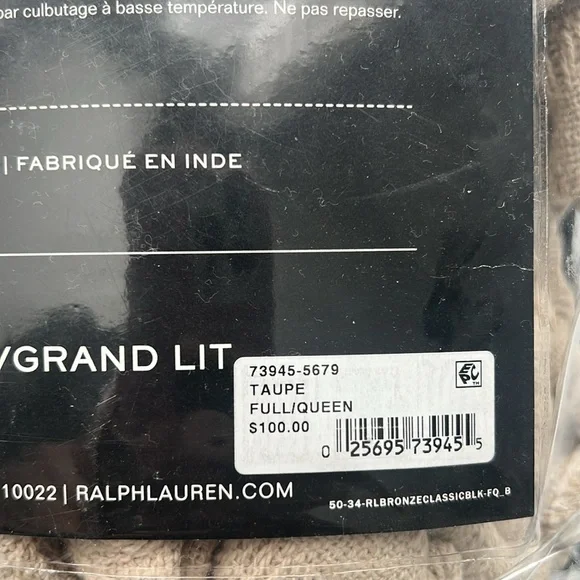 par culbutage à basse température. Ne pas repasser.
| FABRIQUÉ EN INDE
/GRAND LIT
73945-5679
TAUPE
FULL/QUEEN
$100.00
EPC™
0 25695 73945 5
10022 | RALPHLAUREN.COM
50-34-RLBRONZECLASSICBLK-FQ_B